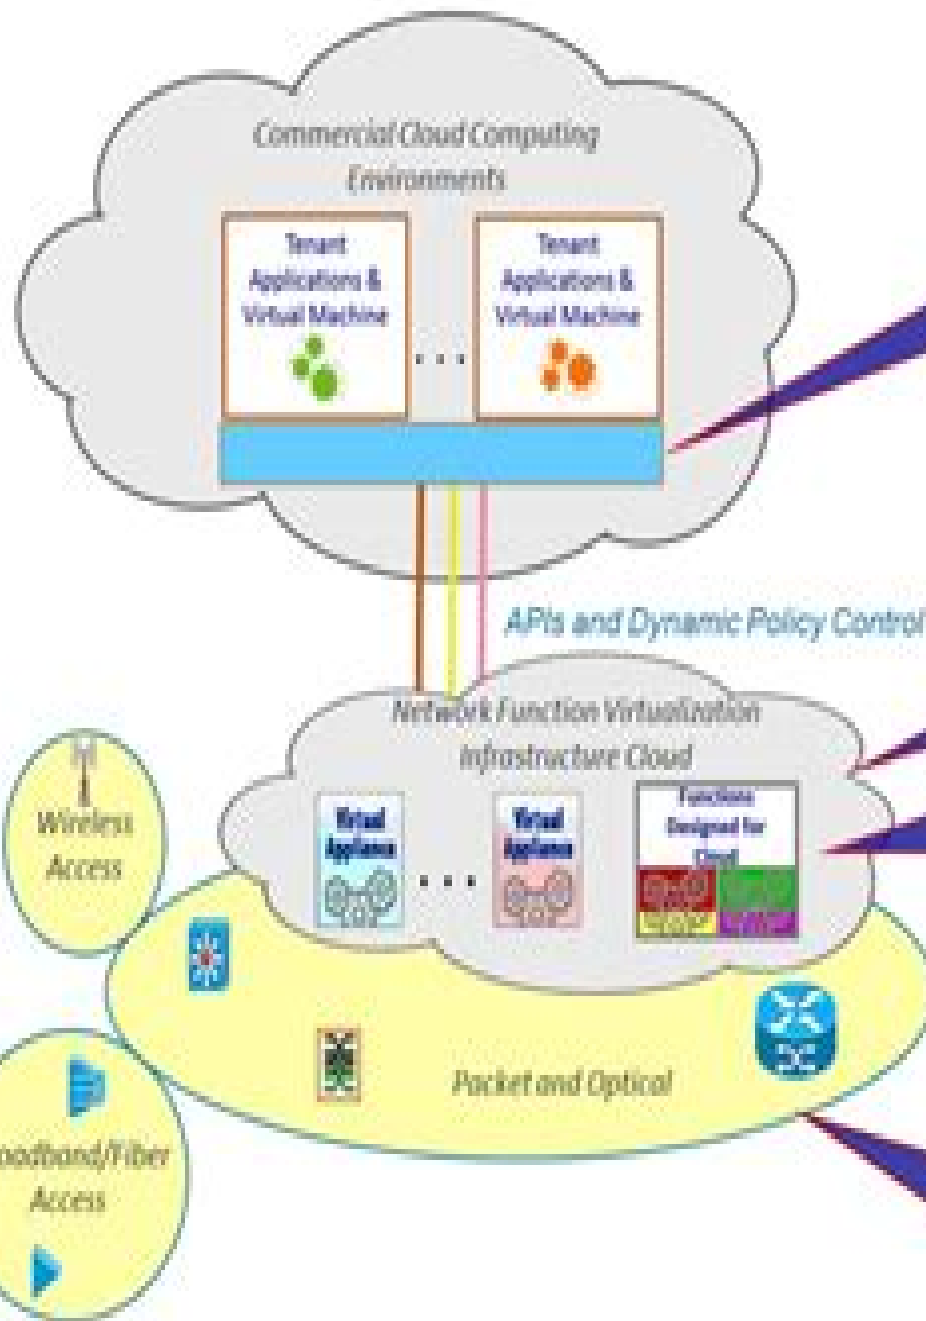 Commercial Cloud Computing
Environments
Tenant
Applications &
Virtual Machine
Tenant
Applications &
Virtual Machine
. . .
APIs and Dynamic Policy Control
Network Function Virtualization
Infrastructure Cloud
Virtual
Appliance
. . .
Virtual
Appliance
Functions
Designed for
Cloud
Wireless
Access
Packet and Optical
oadband/Fiber
Access